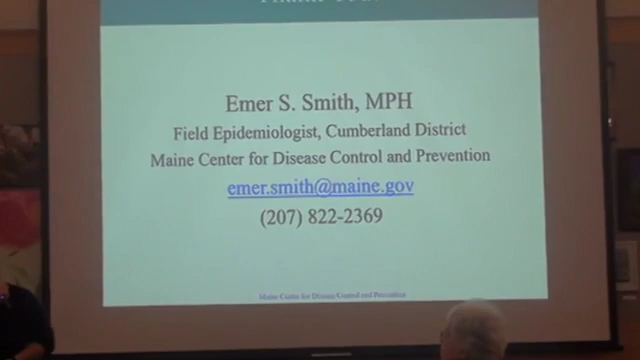 Emer S. Smith, MPH
Field Epidemiologist, Cumberland District
Maine Center for Disease Control and Prevention
emer.smith@maine.gov
(207) 822-2369
Maine Center for Disease Control and Prevention